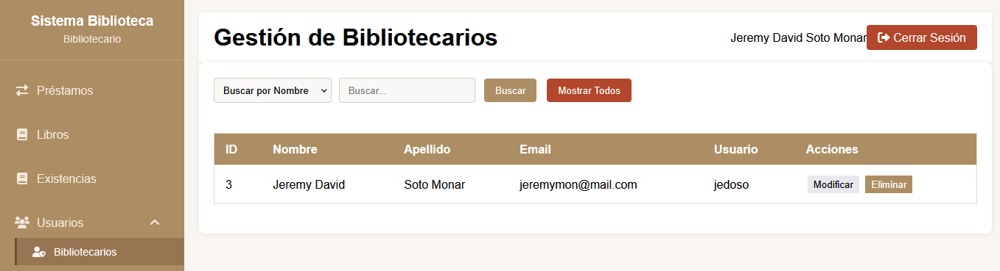 Sistema Biblioteca
Bibliotecario
Préstamos
Libros
Existencias
Usuarios
Bibliotecarios
Gestión de Bibliotecarios
Jeremy David Soto Monar Cerrar Sesión
Buscar por Nombre Buscar... Buscar Mostrar Todos
ID Nombre Apellido Email Usuario Acciones
3 Jeremy David Soto Monar jeremymon@mail.com jedoso Modificar Eliminar